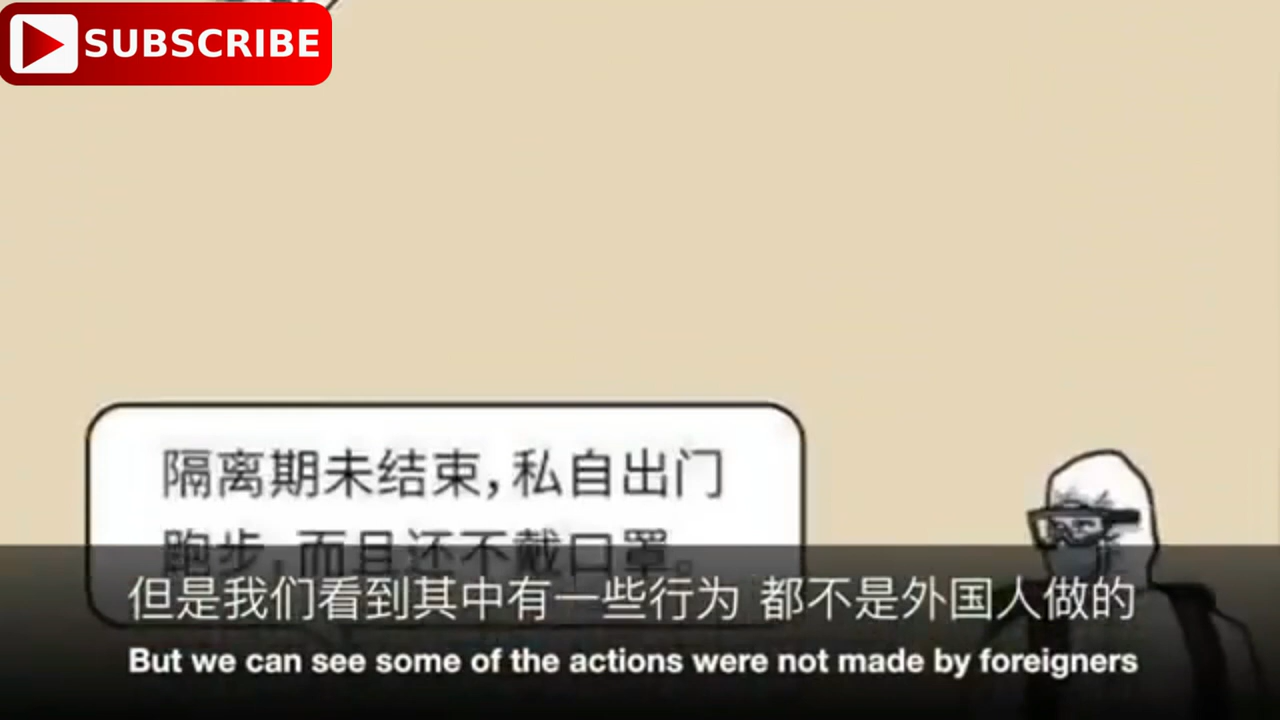 SUBSCRIBE
隔离期未结束，私自出门
跑步，而且还不戴口罩。
但是我们看到其中有一些行为 都不是外国人做的
But we can see some of the actions were not made by foreigners